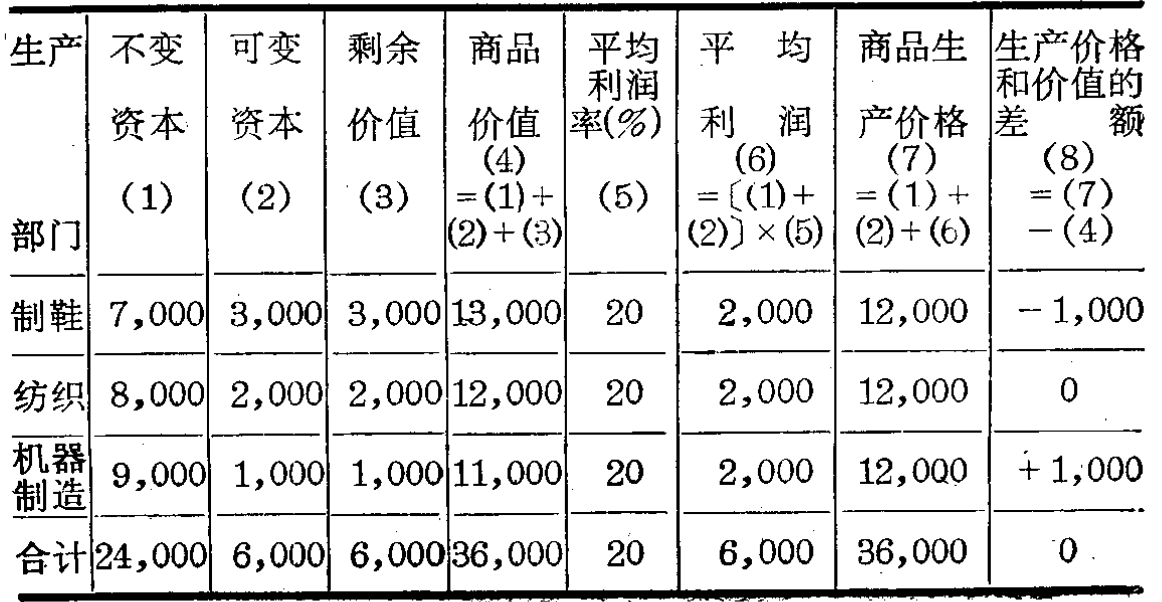 生产部门 不变资本(1) 可变资本(2) 剩余价值(3) 商品价值(4)=(1)+(2)+(3) 平均利润率(%)(5) 平均利润(6)=〔(1)+(2)〕×(5) 商品生产价格(7)=(1)+(2)+(6) 生产价格和价值的差额(8)=(7)-(4)
制鞋 7,000 3,000 3,000 13,000 20 2,000 12,000 -1,000
纺织 8,000 2,000 2,000 12,000 20 2,000 12,000 0
机器制造 9,000 1,000 1,000 11,000 20 2,000 12,000 +1,000
合计 24,000 6,000 6,000 36,000 20 6,000 36,000 0